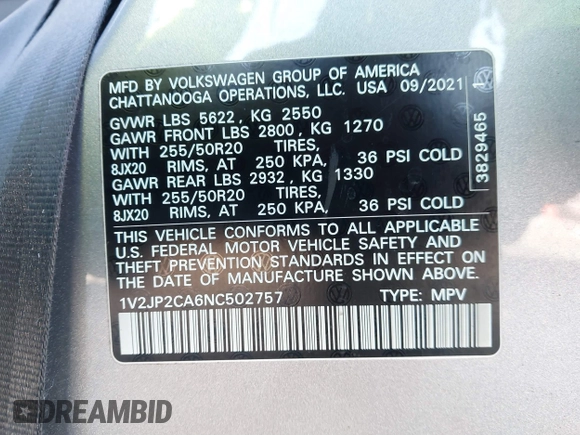 MFD BY VOLKSWAGEN GROUP OF AMERICA
CHATTANOOGA OPERATIONS, LLC. USA 09/2021
GVWR LBS 5622, KG 2550
GAWR FRONT LBS 2800, KG 1270
WITH 255/50R20 TIRES,
8JX20 RIMS, AT 250 KPA, 36 PSI COLD
GAWR REAR LBS 2932, KG 1330
WITH 255/50R20 TIRES,
8JX20 RIMS, AT 250 KPA, 36 PSI COLD
THIS VEHICLE CONFORMS TO ALL APPLICABLE
U.S. FEDERAL MOTOR VEHICLE SAFETY AND
THEFT PREVENTION STANDARDS IN EFFECT ON
THE DATE OF MANUFACTURE SHOWN ABOVE.
1V2JP2CA6NC502757 TYPE: MPV
3829465
DREAMBID